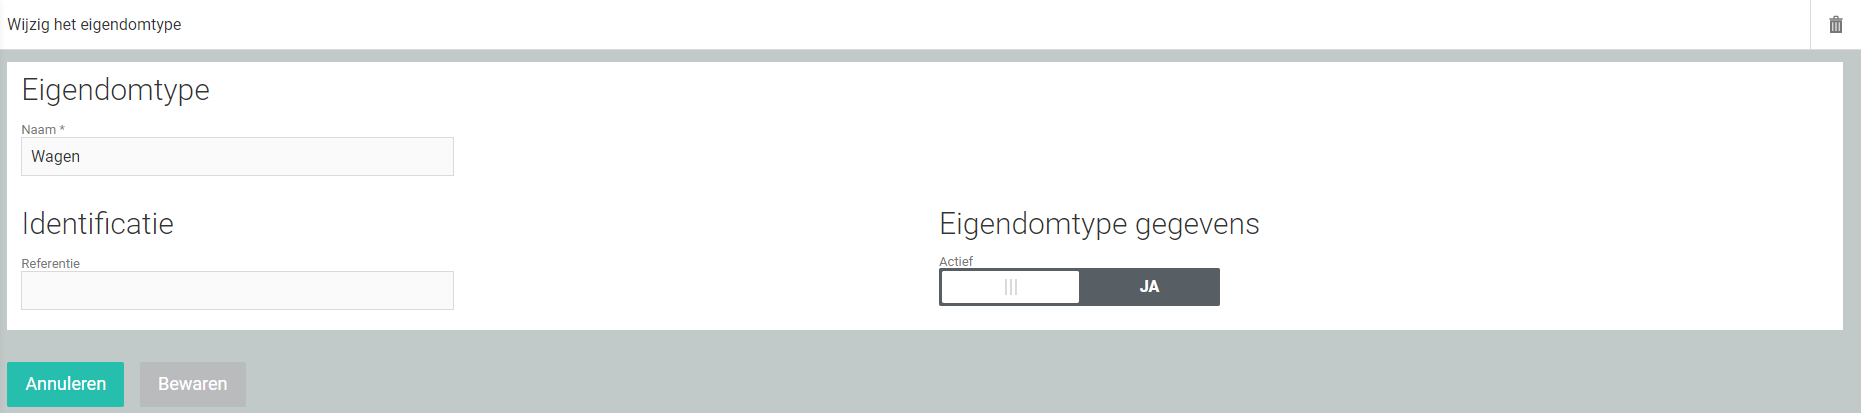 Wijzig het eigendomtype
Eigendomtype
Naam *
Wagen
Identificatie
Referentie
Eigendomtype gegevens
Actief
JA
Annuleren
Bewaren